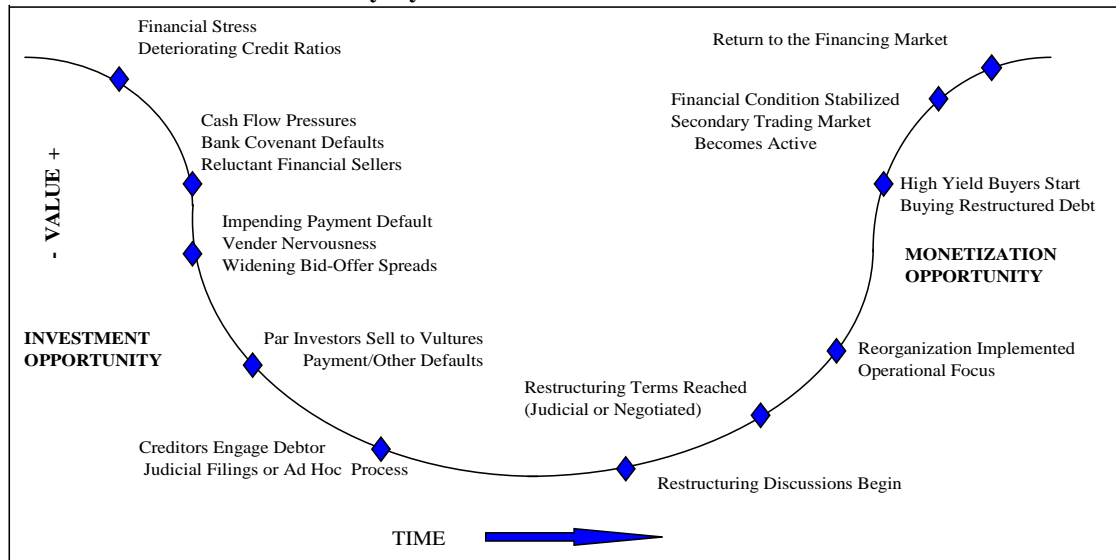 Financial Stress
Deteriorating Credit Ratios
Cash Flow Pressures
Bank Covenant Defaults
Reluctant Financial Sellers
Impending Payment Default
Vender Nervousness
Widening Bid-Offer Spreads
- VALUE +
INVESTMENT
OPPORTUNITY
Par Investors Sell to Vultures
Payment/Other Defaults
Creditors Engage Debtor
Judicial Filings or Ad Hoc Process
Restructuring Discussions Begin
Restructuring Terms Reached
(Judicial or Negotiated)
Reorganization Implemented
Operational Focus
MONETIZATION
OPPORTUNITY
High Yield Buyers Start
Buying Restructured Debt
Financial Condition Stabilized
Secondary Trading Market
Becomes Active
Return to the Financing Market
TIME